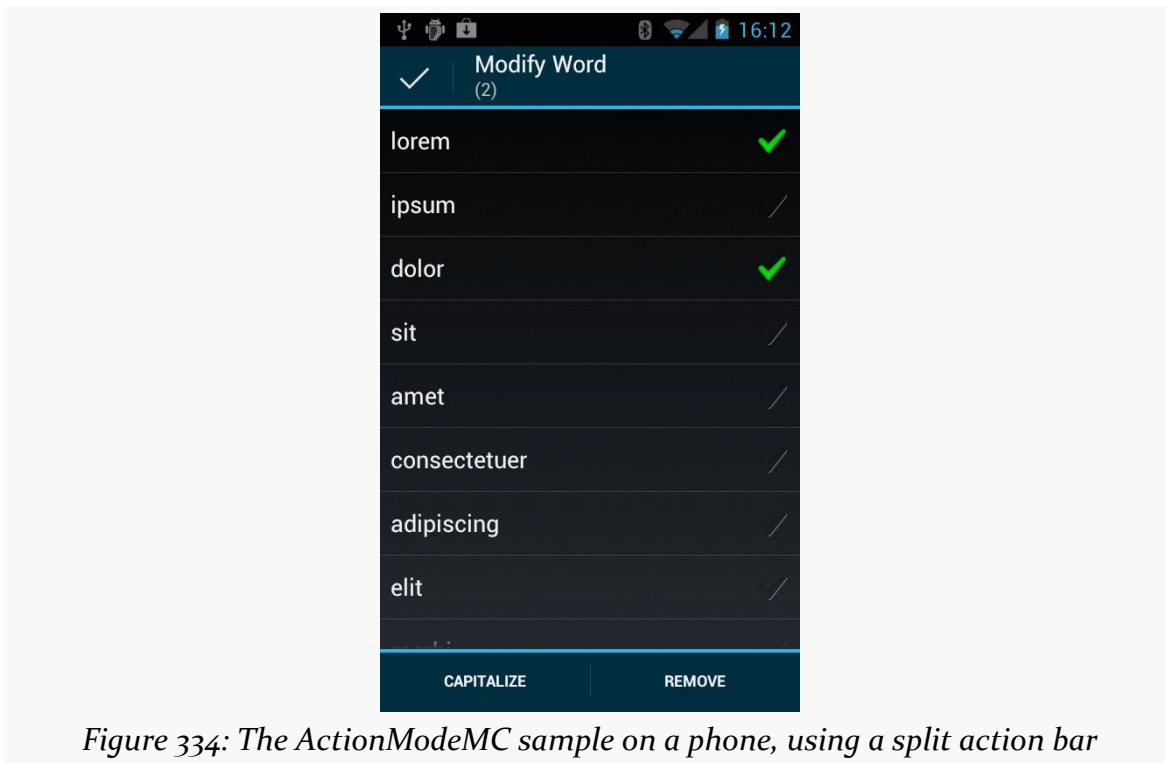 16:12
Modify Word
(2)
lorem
ipsum
dolor
sit
amet
consectetuer
adipiscing
elit
CAPITALIZE REMOVE
Figure 334: The ActionModeMC sample on a phone, using a split action bar